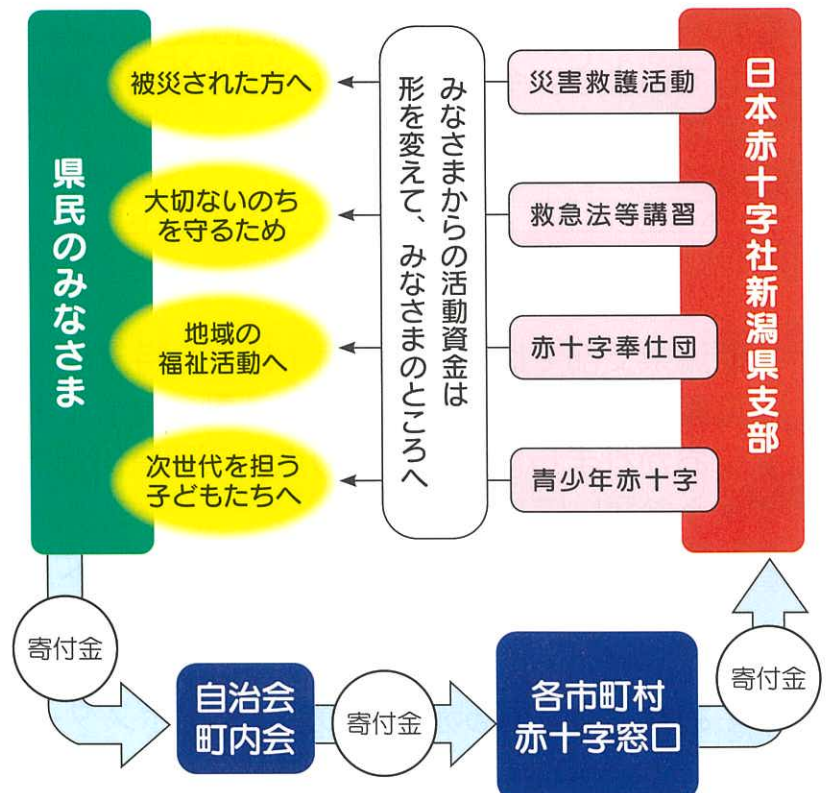 県民のみなさま
被災された方へ
大切ないのち
を守るため
地域の
福祉活動へ
次世代を担う
子どもたちへ
みなさまからの活動資金は
形を変えて、みなさまのところへ
災害救護活動
救急法等講習
赤十字奉仕団
青少年赤十字
日本赤十字社新潟県支部
寄付金
自治会
町内会
寄付金
各市町村
赤十字窓口
寄付金